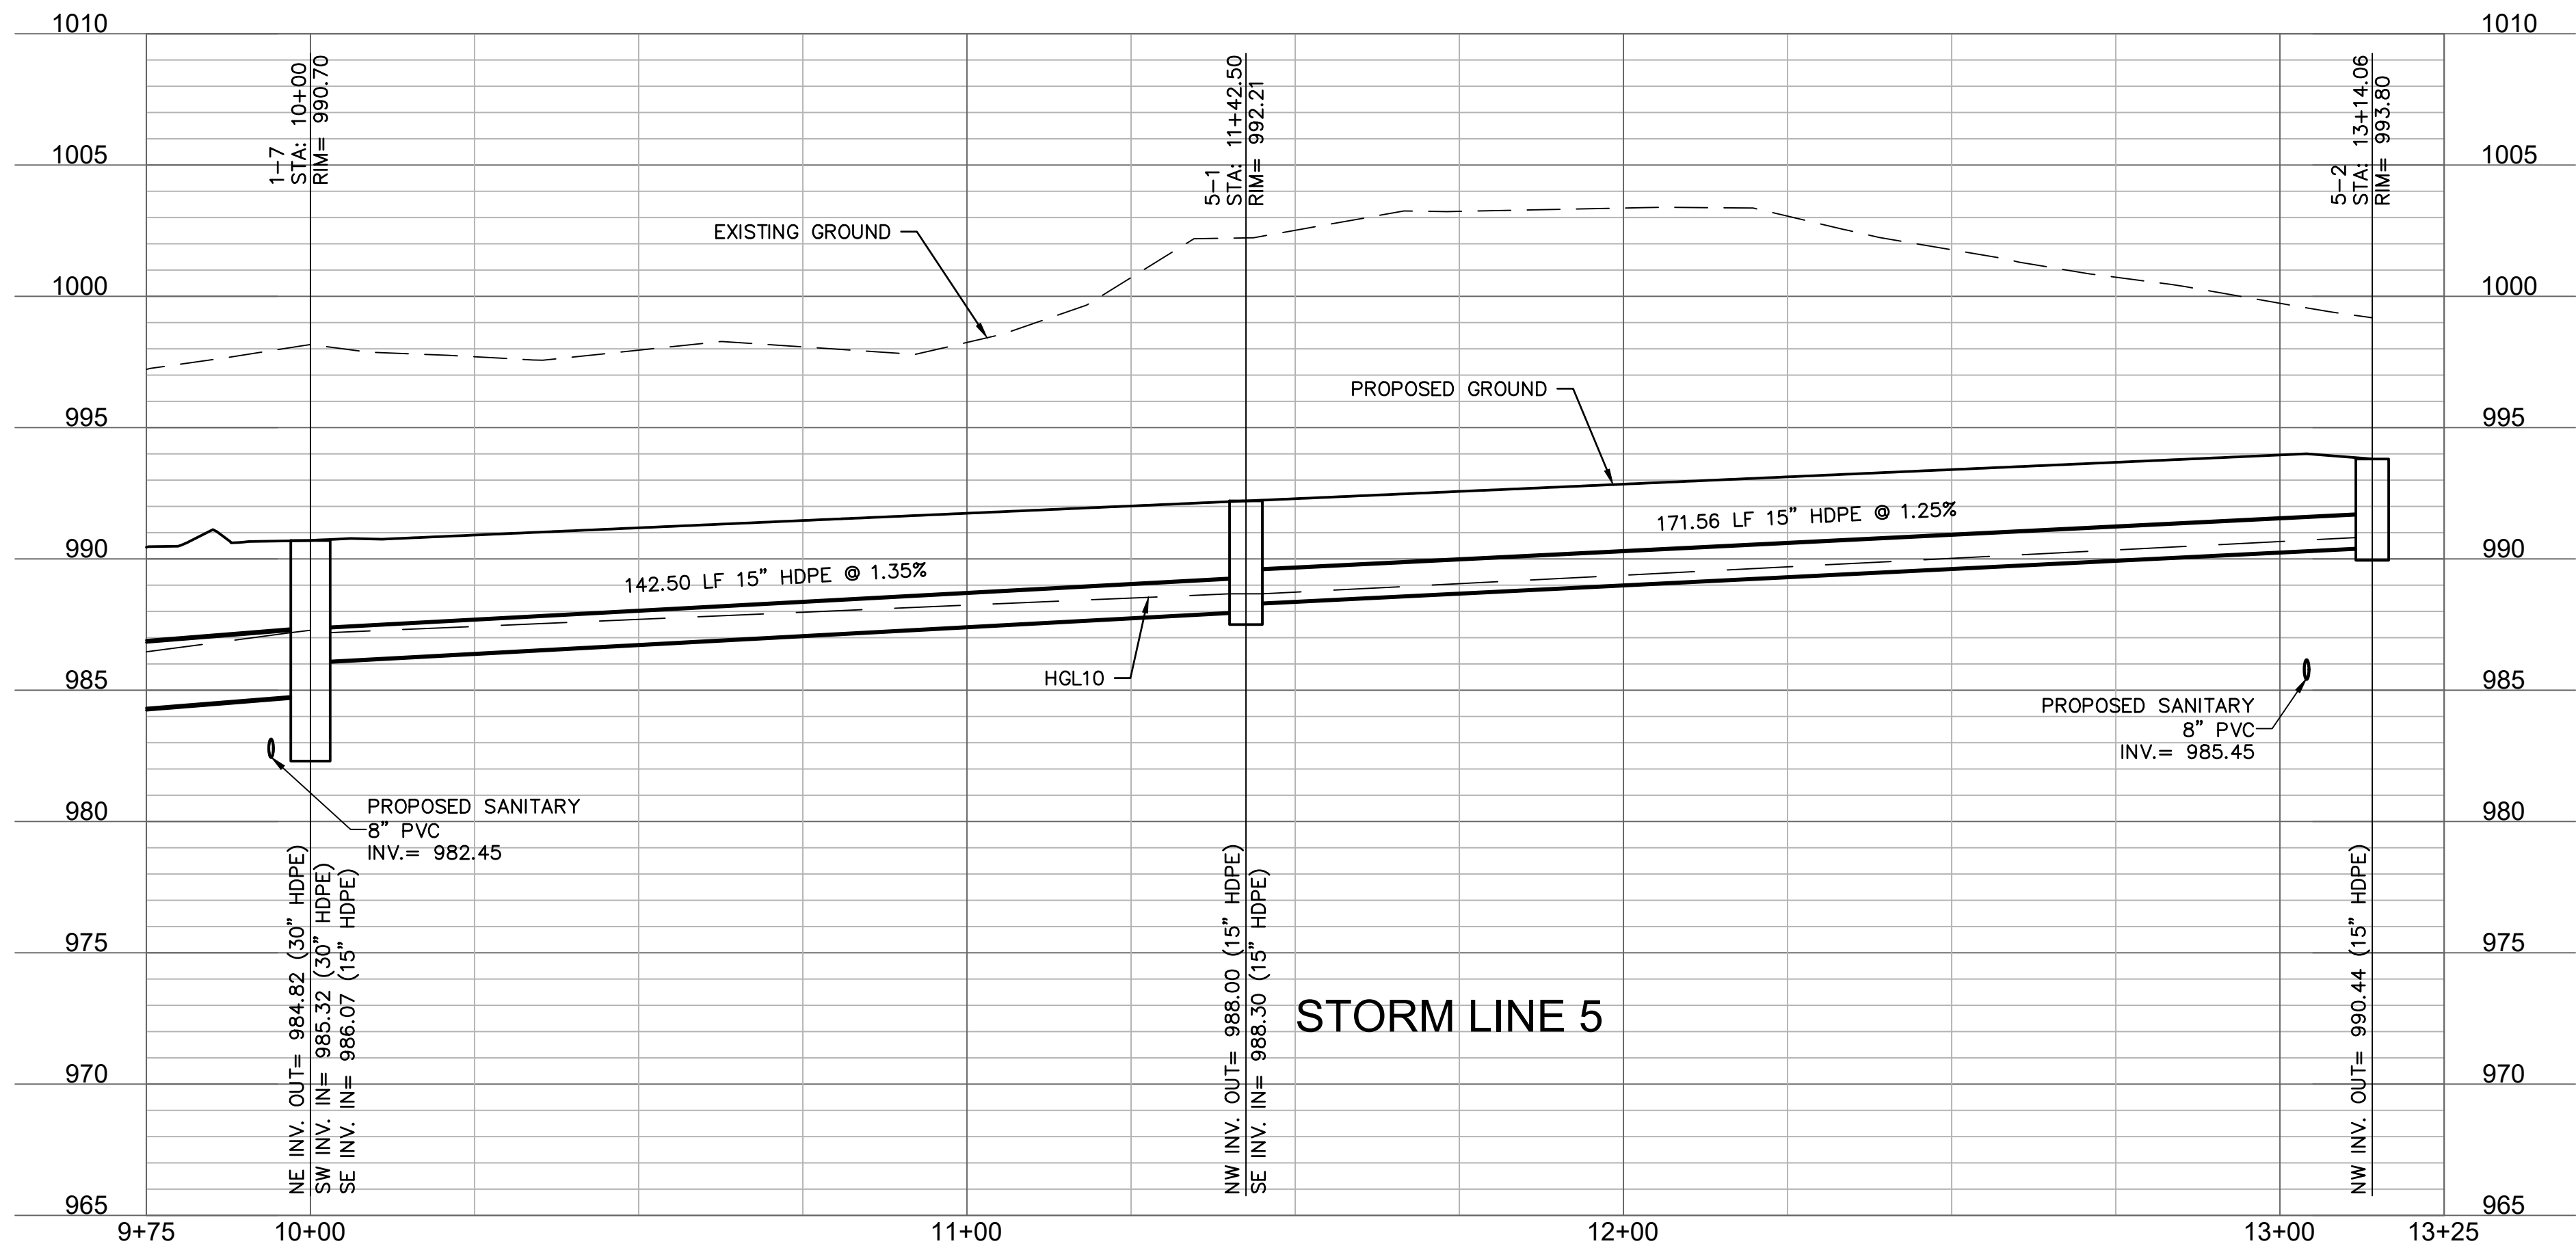 1010
1010
1-7
STA: 10+00
RIM= 990.70
5-1
STA: 11+42.50
RIM= 992.21
5-2
STA: 13+14.06
RIM= 993.80
1005
1005
EXISTING GROUND
1000
1000
PROPOSED GROUND
995
995
171.56 LF 15" HDPE @ 1.25%
990
990
142.50 LF 15" HDPE @ 1.35%
HGL10
985
985
PROPOSED SANITARY
8" PVC
INV.= 985.45
PROPOSED SANITARY
8" PVC
INV.= 982.45
980
980
NE INV. OUT= 984.82 (30" HDPE)
SW INV. IN= 985.32 (30" HDPE)
SE INV. IN= 986.07 (15" HDPE)
NW INV. OUT= 988.00 (15" HDPE)
SE INV. IN= 988.30 (15" HDPE)
NW INV. OUT= 990.44 (15" HDPE)
975
975
STORM LINE 5
970
970
965
965
9+75
10+00
11+00
12+00
13+00
13+25